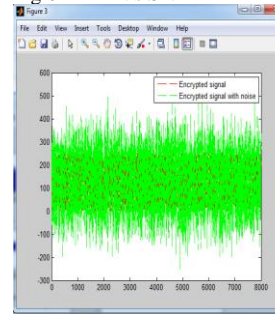 Figure 3
File Edit View Insert Tools Desktop Window Help
600
Encrypted signal
Encrypted signal with noise
500
400
300
200
100
0
-100
-200
-300
0 1000 2000 3000 4000 5000 6000 7000 8000